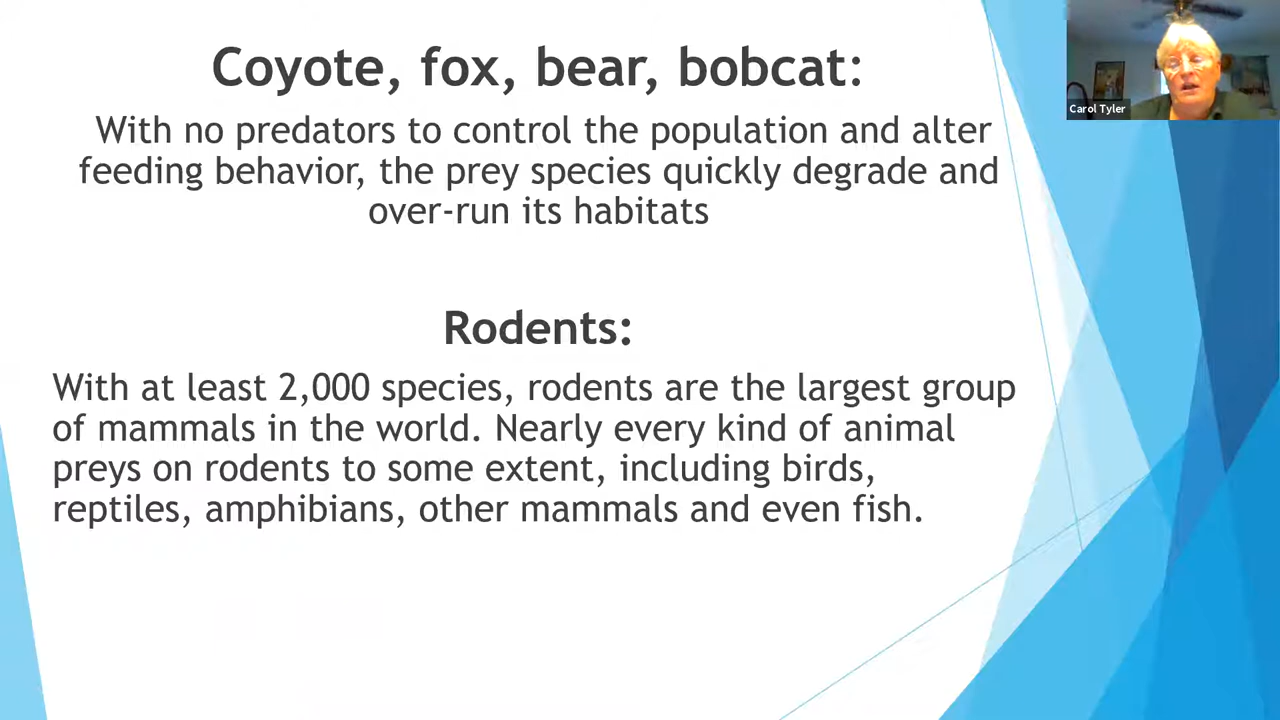 Coyote, fox, bear, bobcat:
With no predators to control the population and alter
feeding behavior, the prey species quickly degrade and
over-run its habitats
Rodents:
With at least 2,000 species, rodents are the largest group
of mammals in the world. Nearly every kind of animal
preys on rodents to some extent, including birds,
reptiles, amphibians, other mammals and even fish.
Carol Tyler